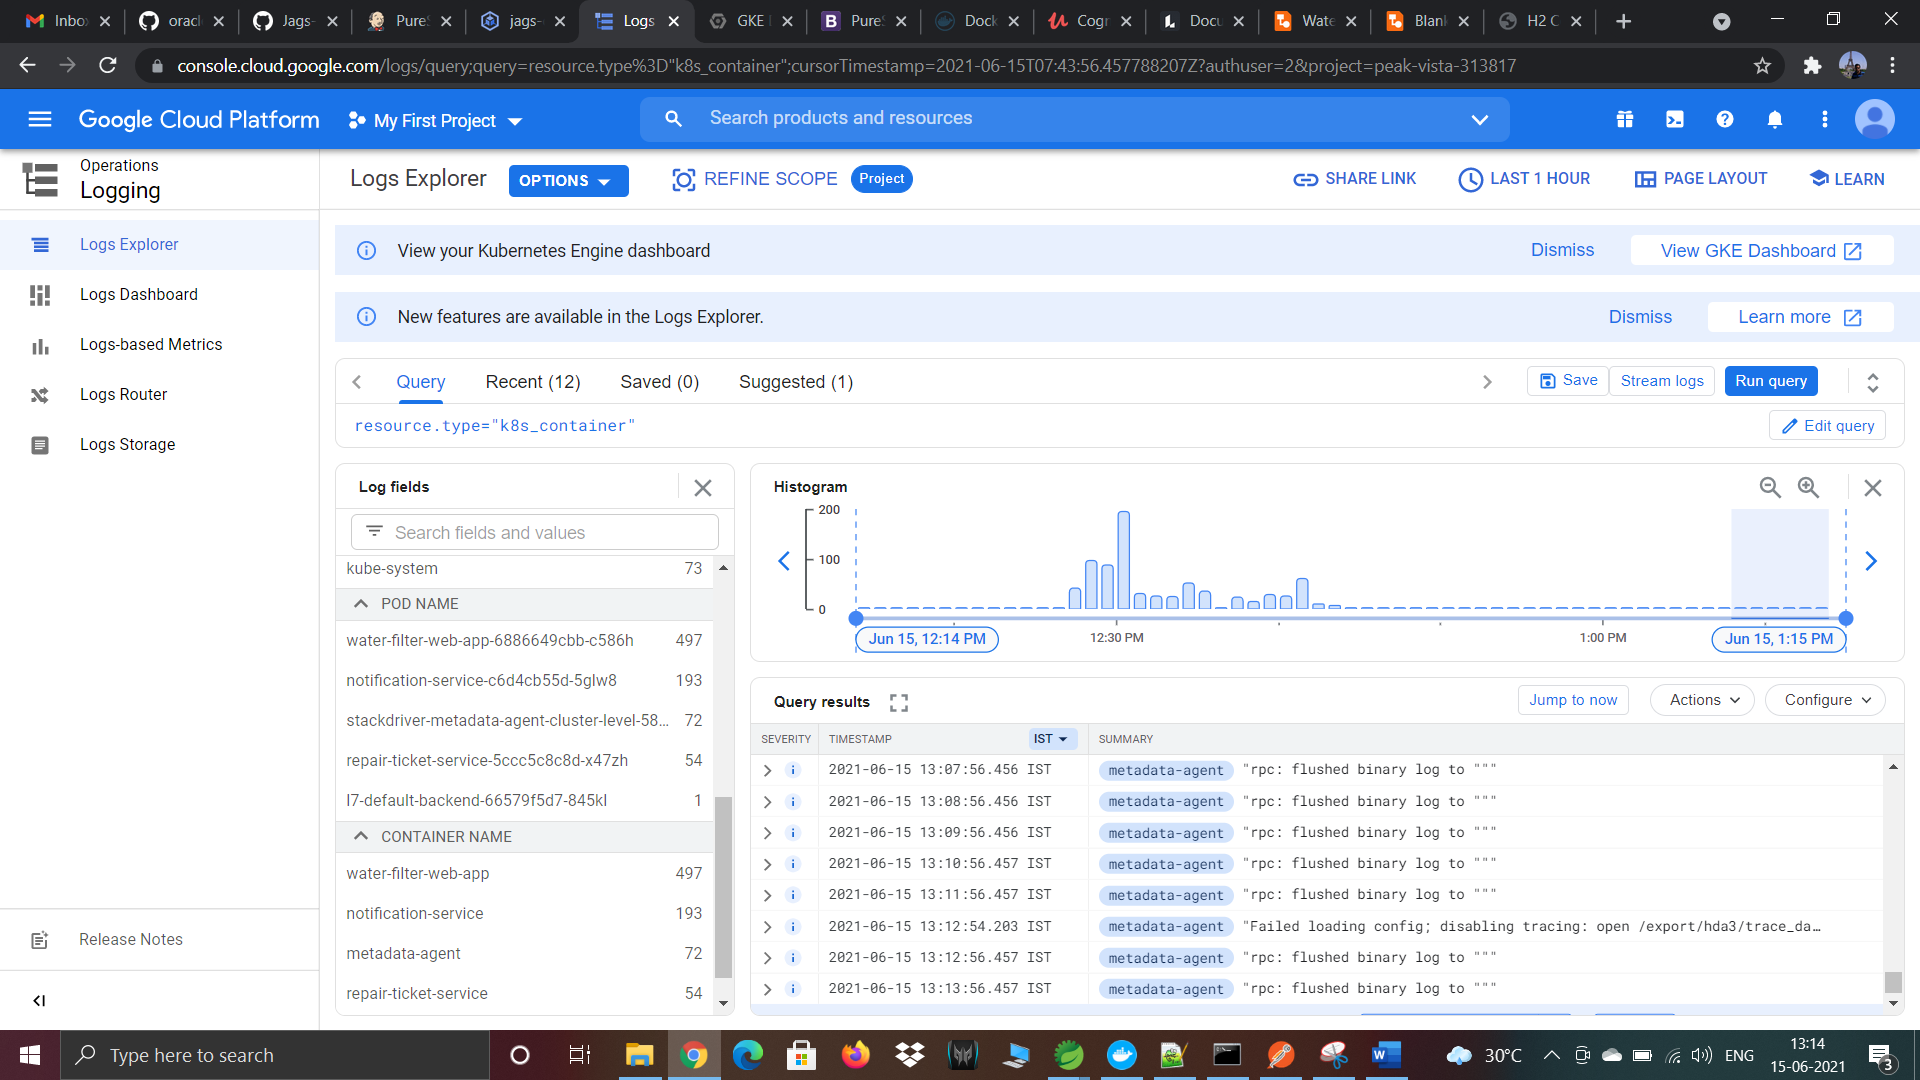 Inbox
oracl
Jags-
PureS
jags-
Logs
GKE
PureS
Dock
Cogn
Docu
Wate
Blank
H2 C
console.cloud.google.com/logs/query;query=resource.type%3D"k8s_container";cursorTimestamp=2021-06-15T07:43:56.457788207Z?authuser=2&project=peak-vista-313817
Google Cloud Platform
My First Project
Search products and resources
Operations
Logging
Logs Explorer
OPTIONS
REFINE SCOPE
Project
SHARE LINK
LAST 1 HOUR
PAGE LAYOUT
LEARN
Logs Explorer
Logs Dashboard
Logs-based Metrics
Logs Router
Logs Storage
Release Notes
View your Kubernetes Engine dashboard
Dismiss
View GKE Dashboard
New features are available in the Logs Explorer.
Dismiss
Learn more
Query
Recent (12)
Saved (0)
Suggested (1)
Save
Stream logs
Run query
resource.type="k8s_container"
Edit query
Log fields
Search fields and values
kube-system 73
POD NAME
water-filter-web-app-6886649cbb-c586h 497
notification-service-c6d4cb55d-5glw8 193
stackdriver-metadata-agent-cluster-level-58... 72
repair-ticket-service-5ccc5c8c8d-x47zh 54
l7-default-backend-66579f5d7-845kl 1
CONTAINER NAME
water-filter-web-app 497
notification-service 193
metadata-agent 72
repair-ticket-service 54
Histogram
200
100
0
Jun 15, 12:14 PM
12:30 PM
1:00 PM
Jun 15, 1:15 PM
Query results
Jump to now
Actions
Configure
SEVERITY TIMESTAMP IST SUMMARY
2021-06-15 13:07:56.456 IST metadata-agent "rpc: flushed binary log to """
2021-06-15 13:08:56.456 IST metadata-agent "rpc: flushed binary log to """
2021-06-15 13:09:56.456 IST metadata-agent "rpc: flushed binary log to """
2021-06-15 13:10:56.457 IST metadata-agent "rpc: flushed binary log to """
2021-06-15 13:11:56.457 IST metadata-agent "rpc: flushed binary log to """
2021-06-15 13:12:54.203 IST metadata-agent "Failed loading config; disabling tracing: open /export/hda3/trace_da…
2021-06-15 13:12:56.457 IST metadata-agent "rpc: flushed binary log to """
2021-06-15 13:13:56.457 IST metadata-agent "rpc: flushed binary log to """
Type here to search
30°C
ENG
13:14
15-06-2021
3